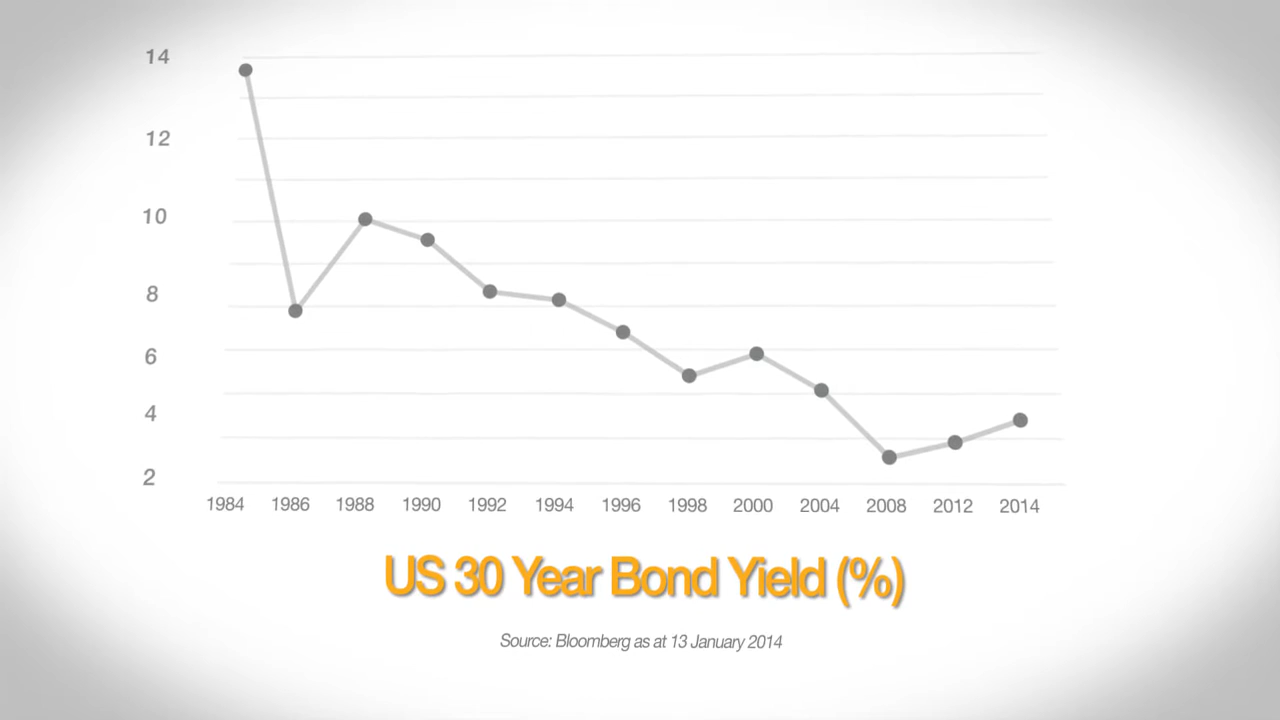 14
12
10
8
6
4
2
1984 1986 1988 1990 1992 1994 1996 1998 2000 2004 2008 2012 2014
US 30 Year Bond Yield (%)
Source: Bloomberg as at 13 January 2014